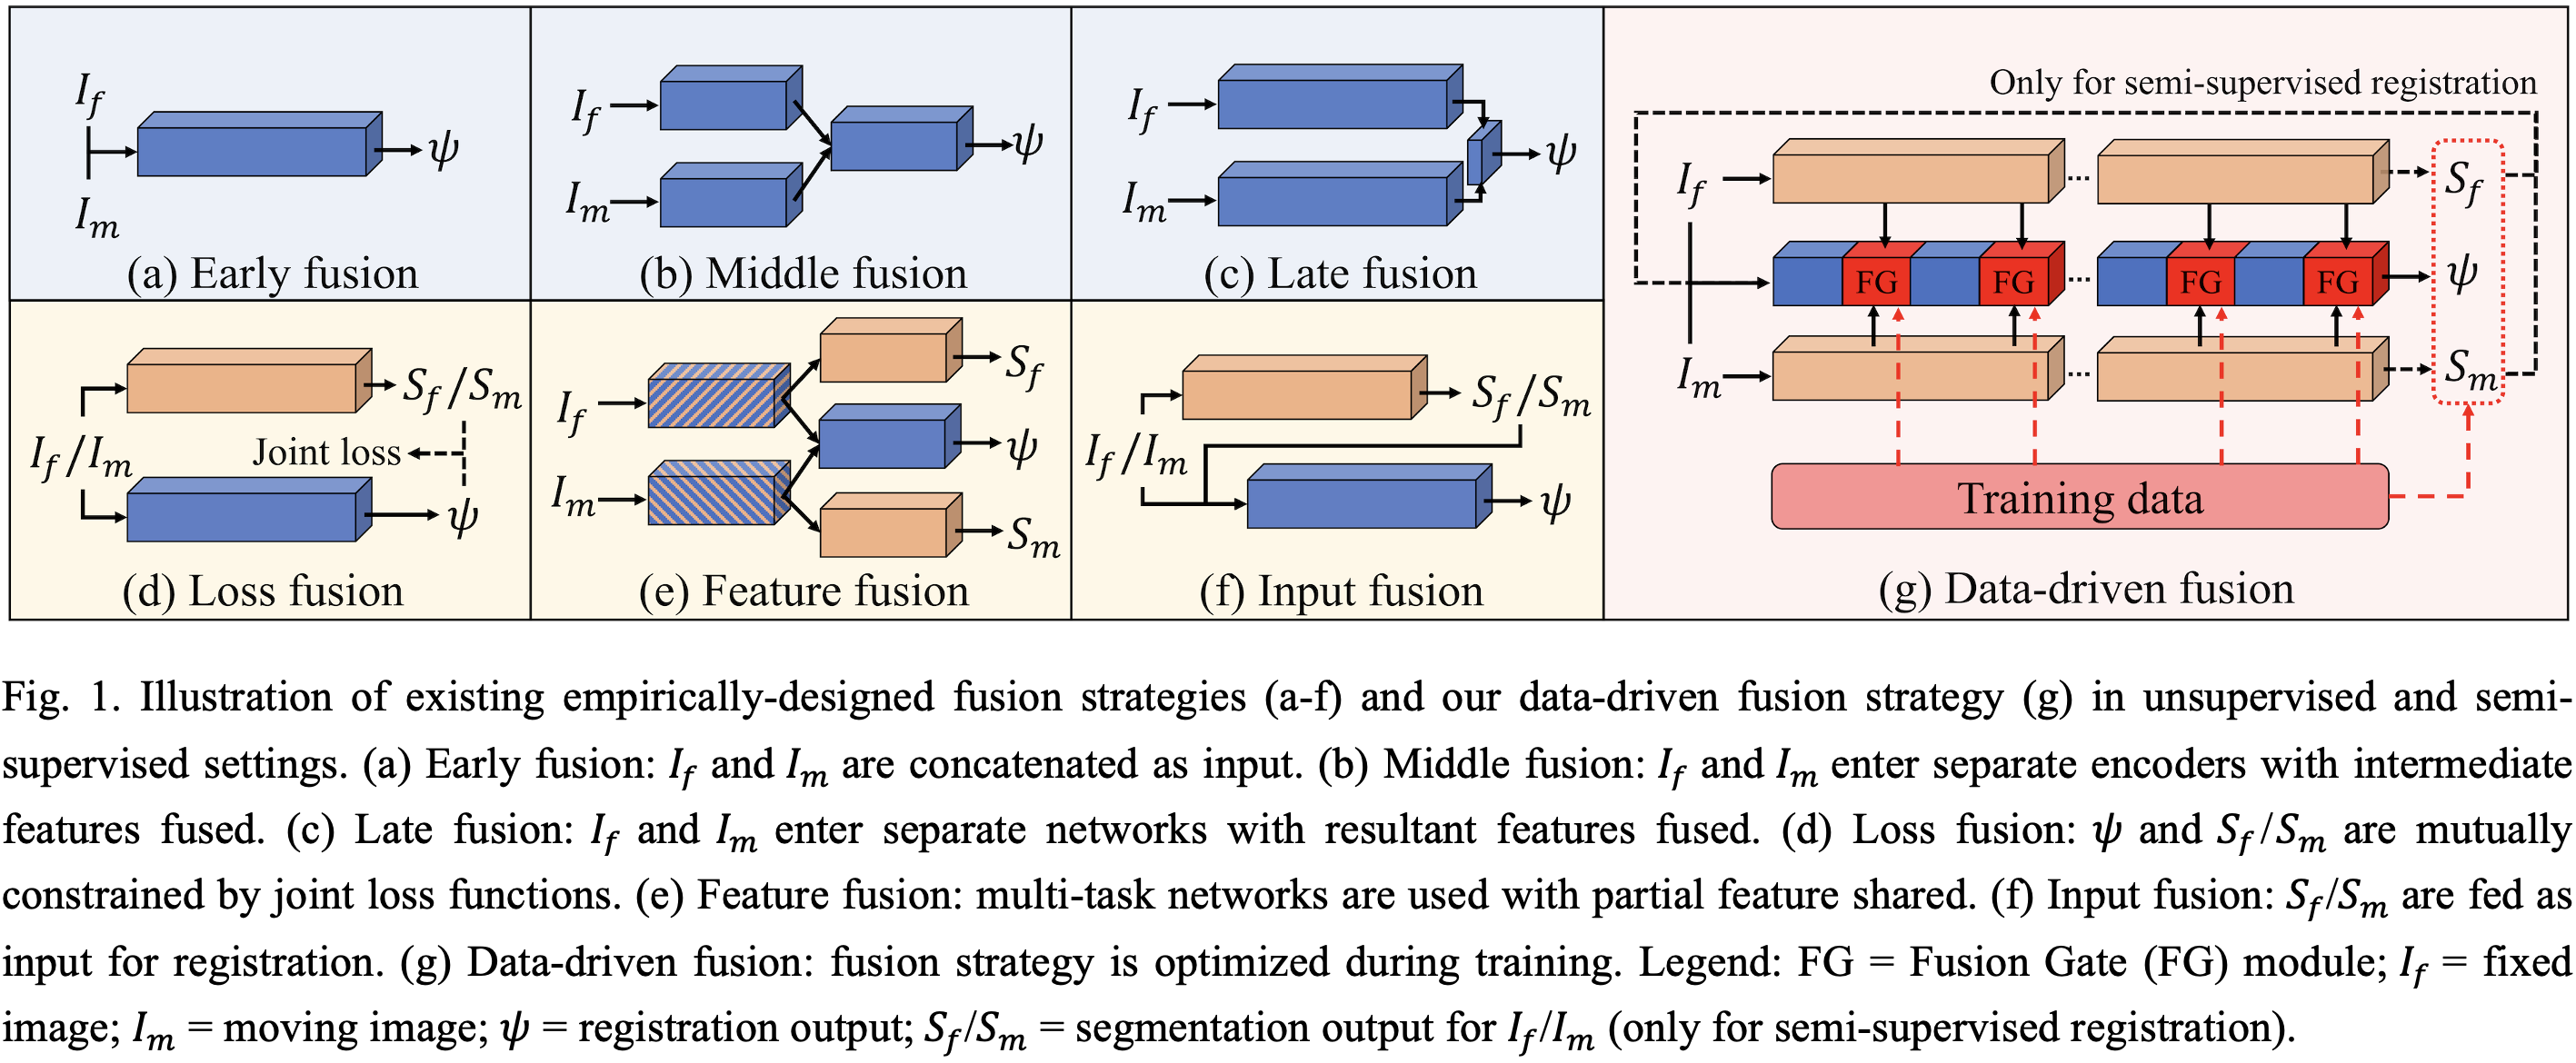 I_f
I_m
ψ
(a) Early fusion
I_f
I_m
ψ
(b) Middle fusion
I_f
I_m
ψ
(c) Late fusion
I_f/I_m
S_f/S_m
Joint loss
ψ
(d) Loss fusion
I_f
I_m
S_f
ψ
S_m
(e) Feature fusion
I_f/I_m
S_f/S_m
ψ
(f) Input fusion
Only for semi-supervised registration
I_f
...
S_f
FG FG ... FG FG
ψ
I_m
...
S_m
Training data
(g) Data-driven fusion
Fig. 1. Illustration of existing empirically-designed fusion strategies (a-f) and our data-driven fusion strategy (g) in unsupervised and semi-
supervised settings. (a) Early fusion: I_f and I_m are concatenated as input. (b) Middle fusion: I_f and I_m enter separate encoders with intermediate
features fused. (c) Late fusion: I_f and I_m enter separate networks with resultant features fused. (d) Loss fusion: ψ and S_f/S_m are mutually
constrained by joint loss functions. (e) Feature fusion: multi-task networks are used with partial feature shared. (f) Input fusion: S_f/S_m are fed as
input for registration. (g) Data-driven fusion: fusion strategy is optimized during training. Legend: FG = Fusion Gate (FG) module; I_f = fixed
image; I_m = moving image; ψ = registration output; S_f/S_m = segmentation output for I_f/I_m (only for semi-supervised registration).